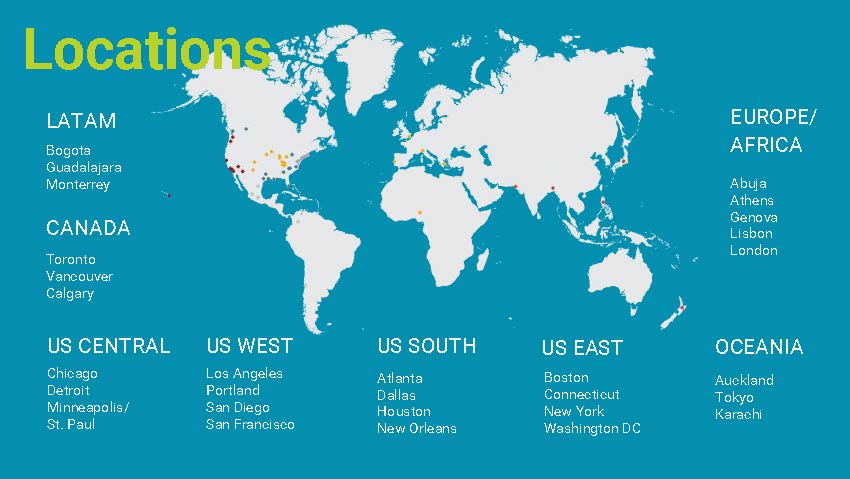 Locations
LATAM
Bogota
Guadalajara
Monterrey
CANADA
Toronto
Vancouver
Calgary
EUROPE/
AFRICA
Abuja
Athens
Genova
Lisbon
London
US CENTRAL
Chicago
Detroit
Minneapolis/
St. Paul
US WEST
Los Angeles
Portland
San Diego
San Francisco
US SOUTH
Atlanta
Dallas
Houston
New Orleans
US EAST
Boston
Connecticut
New York
Washington DC
OCEANIA
Auckland
Tokyo
Karachi